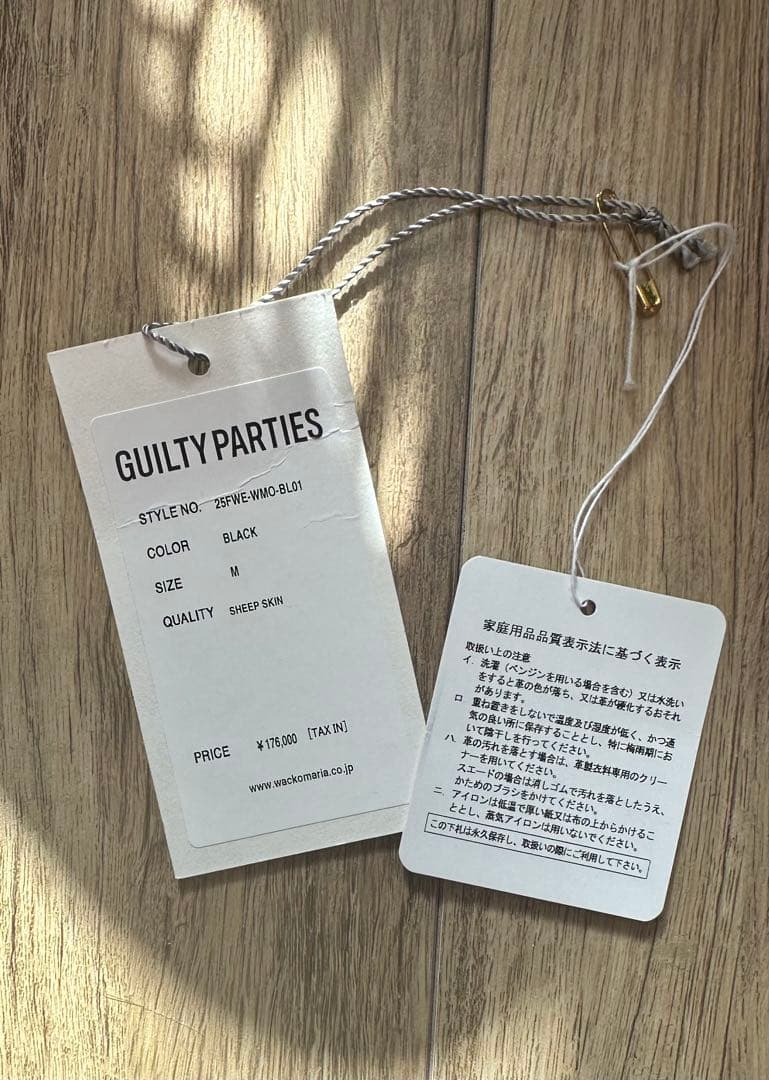 GUILTY PARTIES
STYLE NO. 25FWE-WMO-BL01
COLOR BLACK
SIZE M
QUALITY SHEEP SKIN
PRICE ¥176,000 [TAX IN]
www.wackomaria.co.jp
家庭用品品質表示法に基づく表示
取扱い上の注意
イ．洗濯（ベンジンを用いる場合を含む）又は水洗い
をすると革の色が落ち、又は革が硬化するおそれ
があります。
ロ 重ね置きをしないで温度及び湿度が低く、かつ通
気の良い所に保存することとし、特に梅雨期にお
いて陰干しを行ってください。
ハ．革の汚れを落とす場合は、革製衣料専用のクリー
ナーを用いてください。
スエードの場合は消しゴムで汚れを落としたうえ、
かためのブラシをかけてください。
ニ．アイロンは低温で厚い紙又は布の上からかけるこ
ととし、蒸気アイロンは用いないでください。
この下札は永久保存し、取扱いの際にご利用して下さい。